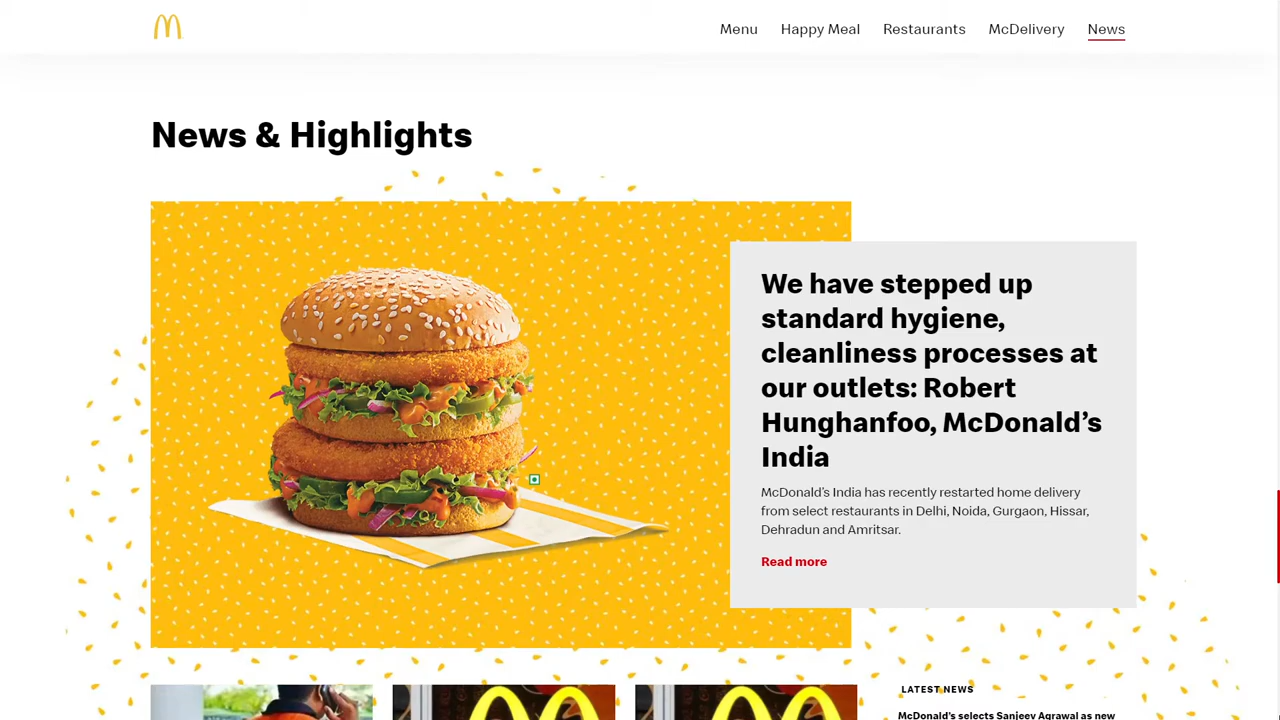 Menu Happy Meal Restaurants McDelivery News
News & Highlights
We have stepped up
standard hygiene,
cleanliness processes at
our outlets: Robert
Hunghanfoo, McDonald’s
India
McDonald’s India has recently restarted home delivery
from select restaurants in Delhi, Noida, Gurgaon, Hissar,
Dehradun and Amritsar.
Read more
LATEST NEWS
McDonald’s selects Sanjeev Agrawal as new